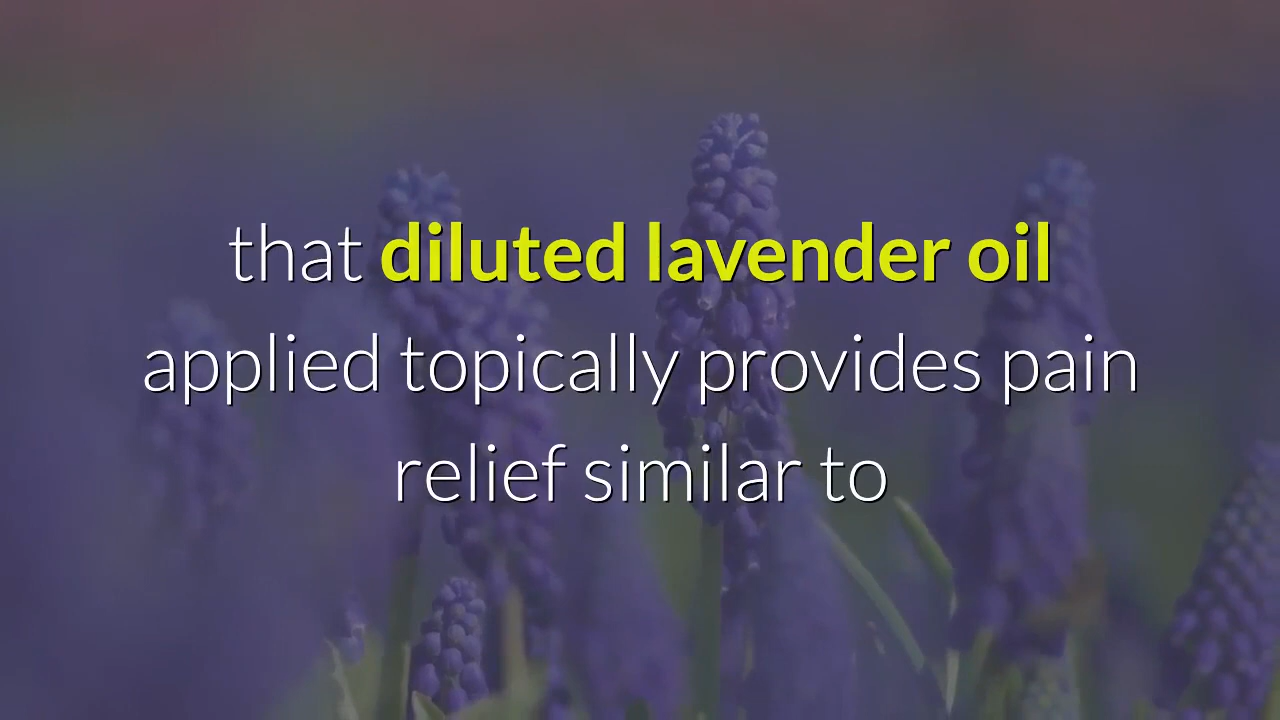 that diluted lavender oil
applied topically provides pain
relief similar to